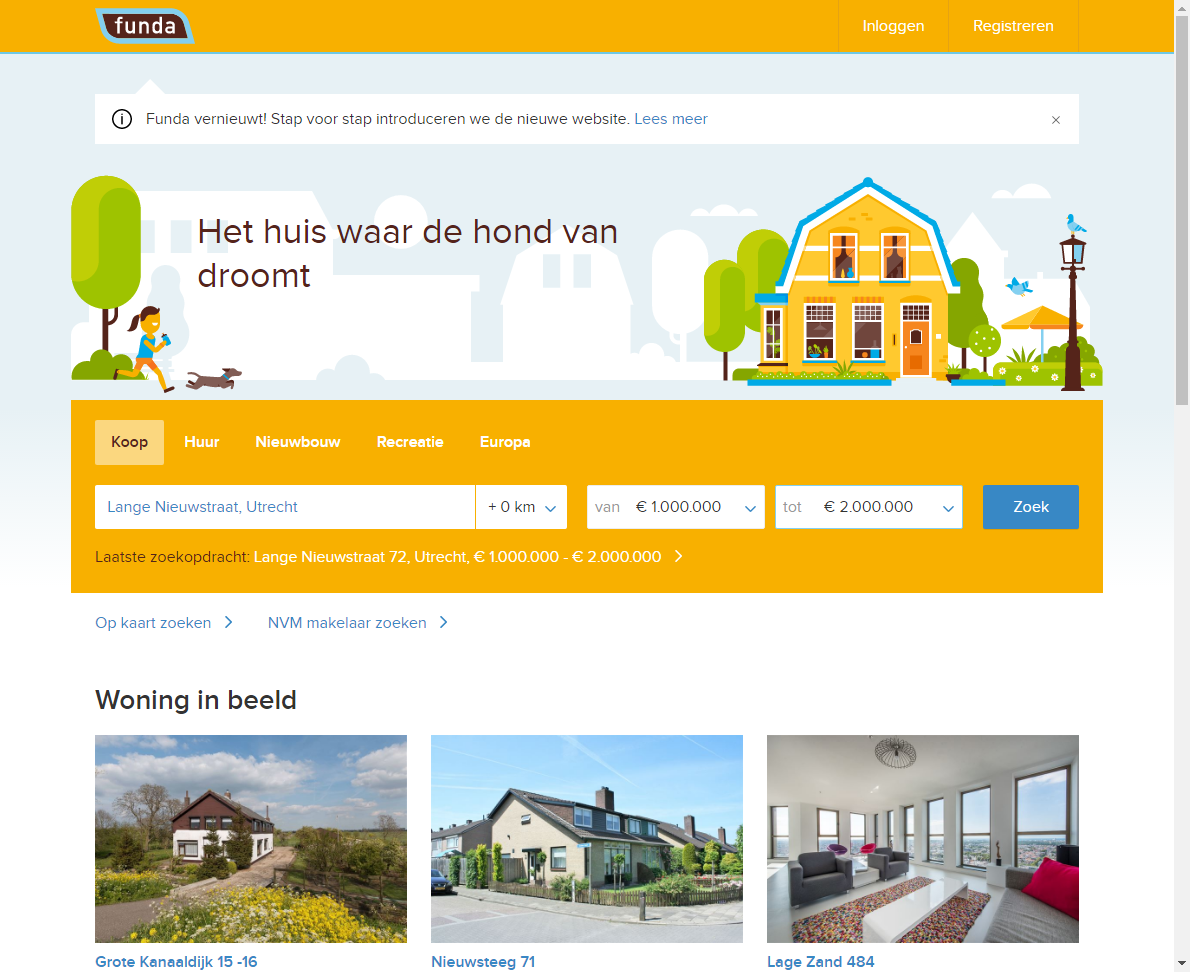 funda
Inloggen
Registreren
Funda vernieuwt! Stap voor stap introduceren we de nieuwe website. Lees meer
Het huis waar de hond van
droomt
Koop
Huur
Nieuwbouw
Recreatie
Europa
Lange Nieuwstraat, Utrecht
+ 0 km
van € 1.000.000
tot € 2.000.000
Zoek
Laatste zoekopdracht: Lange Nieuwstraat 72, Utrecht, € 1.000.000 - € 2.000.000
Op kaart zoeken
NVM makelaar zoeken
Woning in beeld
Grote Kanaaldijk 15 -16
Nieuwsteeg 71
Lage Zand 484